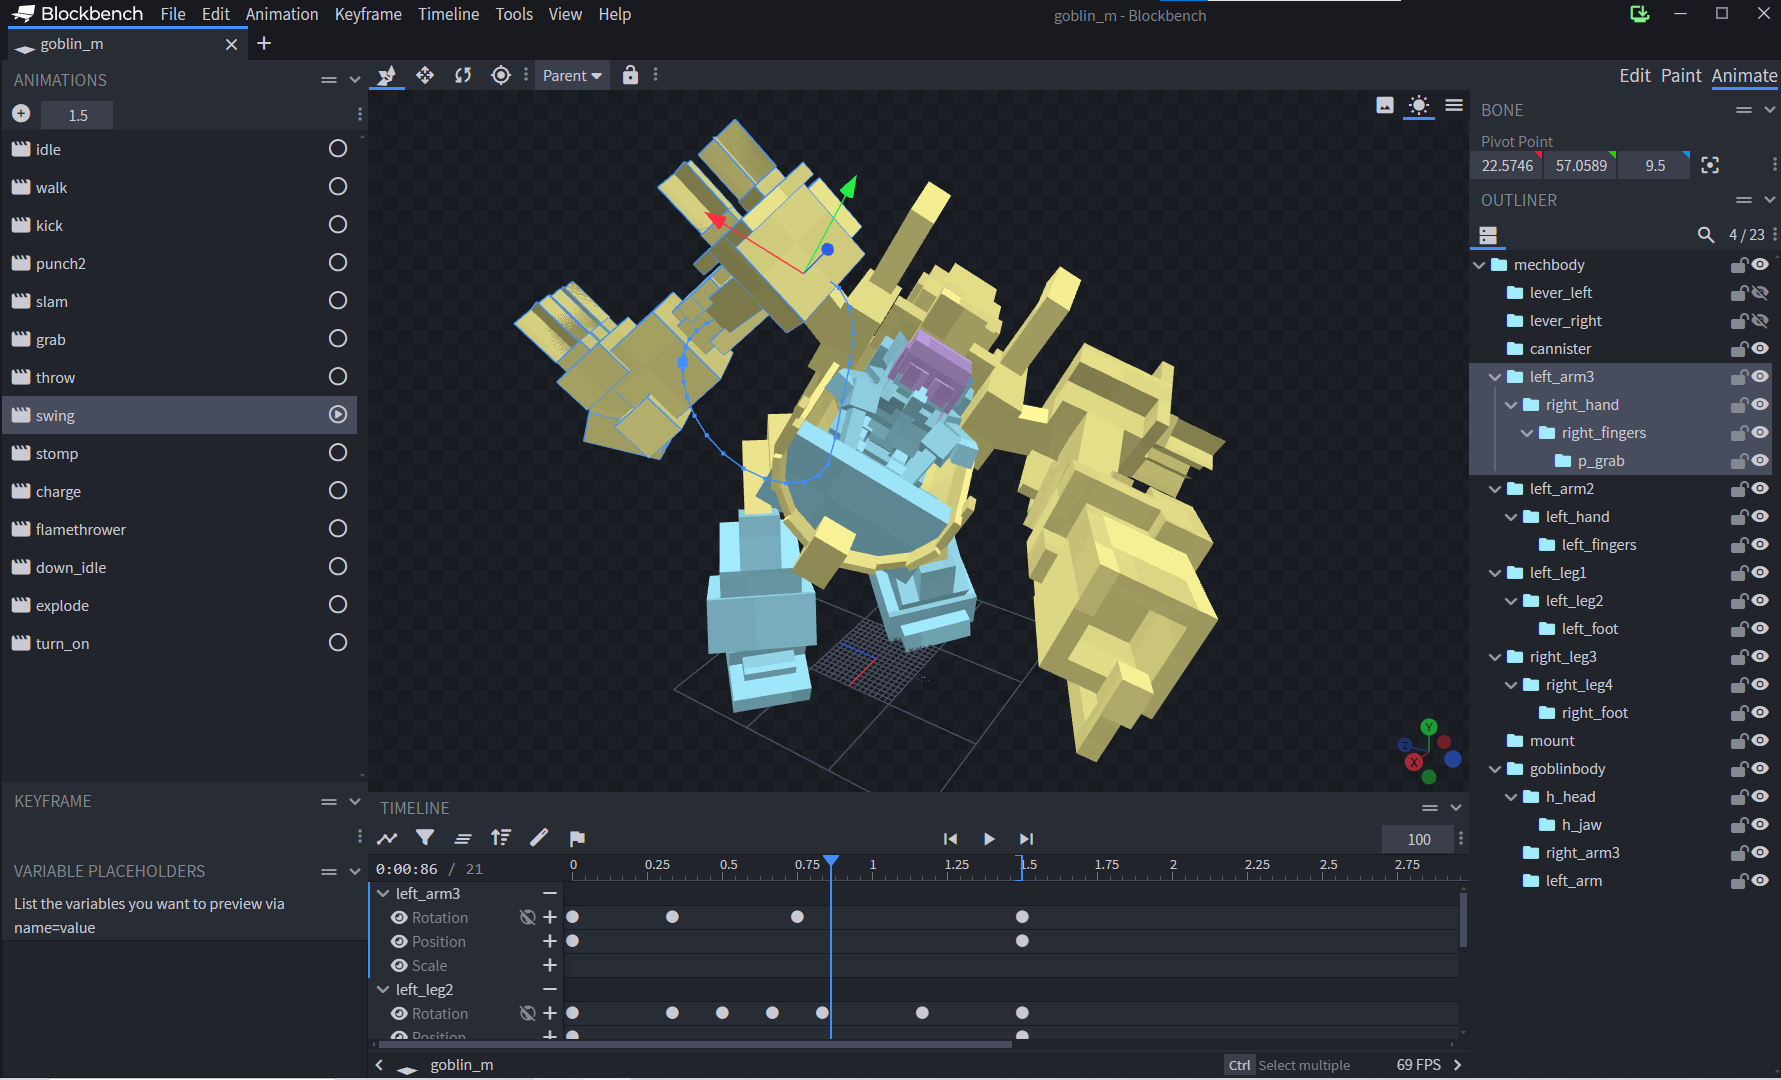 Blockbench File Edit Animation Keyframe Timeline Tools View Help
goblin_m - Blockbench
goblin_m
ANIMATIONS
1.5
idle
walk
kick
punch2
slam
grab
throw
swing
stomp
charge
flamethrower
down_idle
explode
turn_on
KEYFRAME
VARIABLE PLACEHOLDERS
List the variables you want to preview via
name=value
Parent
Edit Paint Animate
BONE
Pivot Point
22.5746 57.0589 9.5
OUTLINER
4 / 23
mechbody
lever_left
lever_right
cannister
left_arm3
right_hand
right_fingers
p_grab
left_arm2
left_hand
left_fingers
left_leg1
left_leg2
left_foot
right_leg3
right_leg4
right_foot
mount
goblinbody
h_head
h_jaw
right_arm3
left_arm
Y
Z
X
TIMELINE
100
0:00:86 / 21
0 0.25 0.5 0.75 1 1.25 1.5 1.75 2 2.25 2.5 2.75
left_arm3
Rotation
Position
Scale
left_leg2
Rotation
Position
goblin_m
Ctrl Select multiple 69 FPS